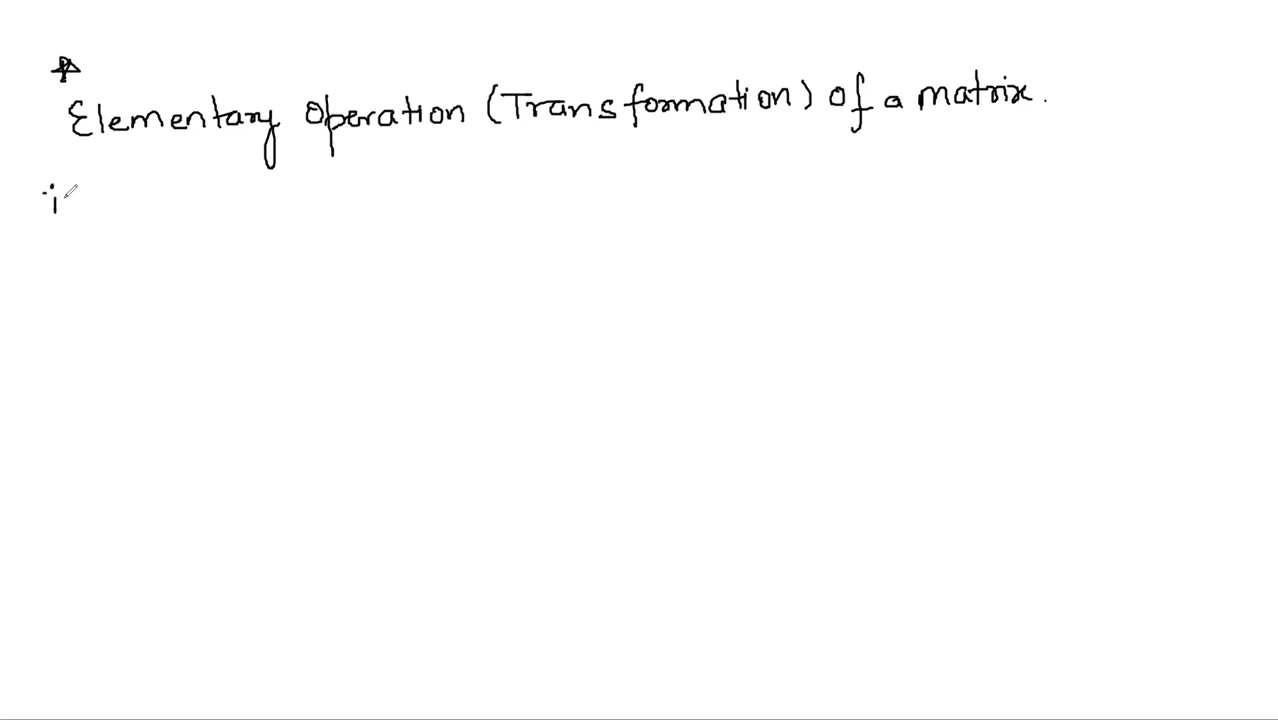 Elementary Operation (Transformation) of a matrix.
i